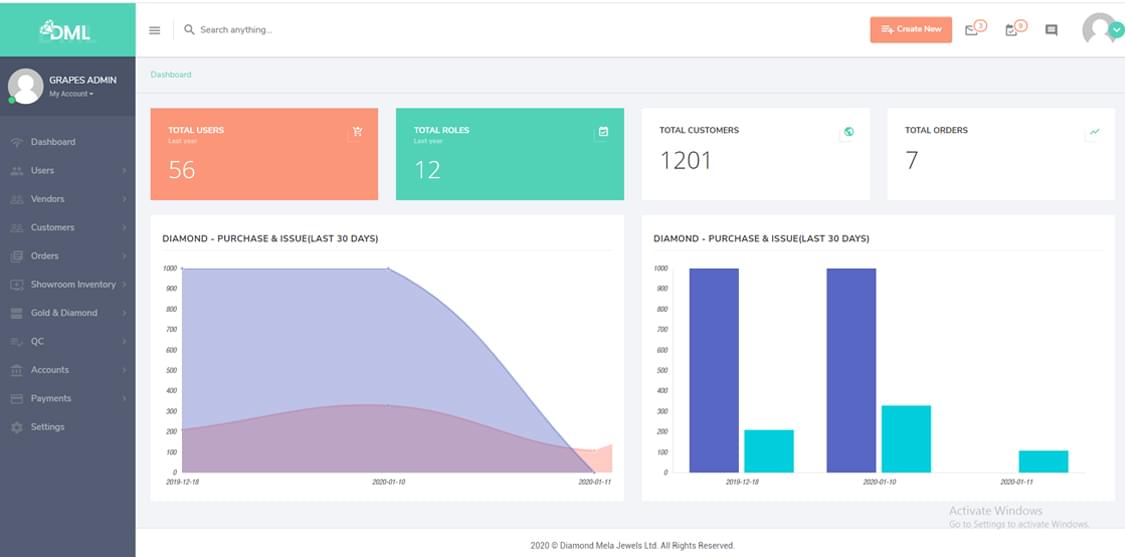 DML
Search anything...
Create New
3
9
GRAPES ADMIN
My Account
Dashboard
Users
Vendors
Customers
Orders
Showroom Inventory
Gold & Diamond
QC
Accounts
Payments
Settings
Dashboard
TOTAL USERS
Last year
56
TOTAL ROLES
Last year
12
TOTAL CUSTOMERS
1201
TOTAL ORDERS
7
DIAMOND - PURCHASE & ISSUE(LAST 30 DAYS)
1000
900
800
700
600
500
400
300
200
100
0
2019-12-18 2020-01-10 2020-01-11
DIAMOND - PURCHASE & ISSUE(LAST 30 DAYS)
1000
900
800
700
600
500
400
300
200
100
0
2019-12-18 2020-01-10 2020-01-11
Activate Windows
Go to Settings to activate Windows.
2020 © Diamond Mela Jewels Ltd. All Rights Reserved.